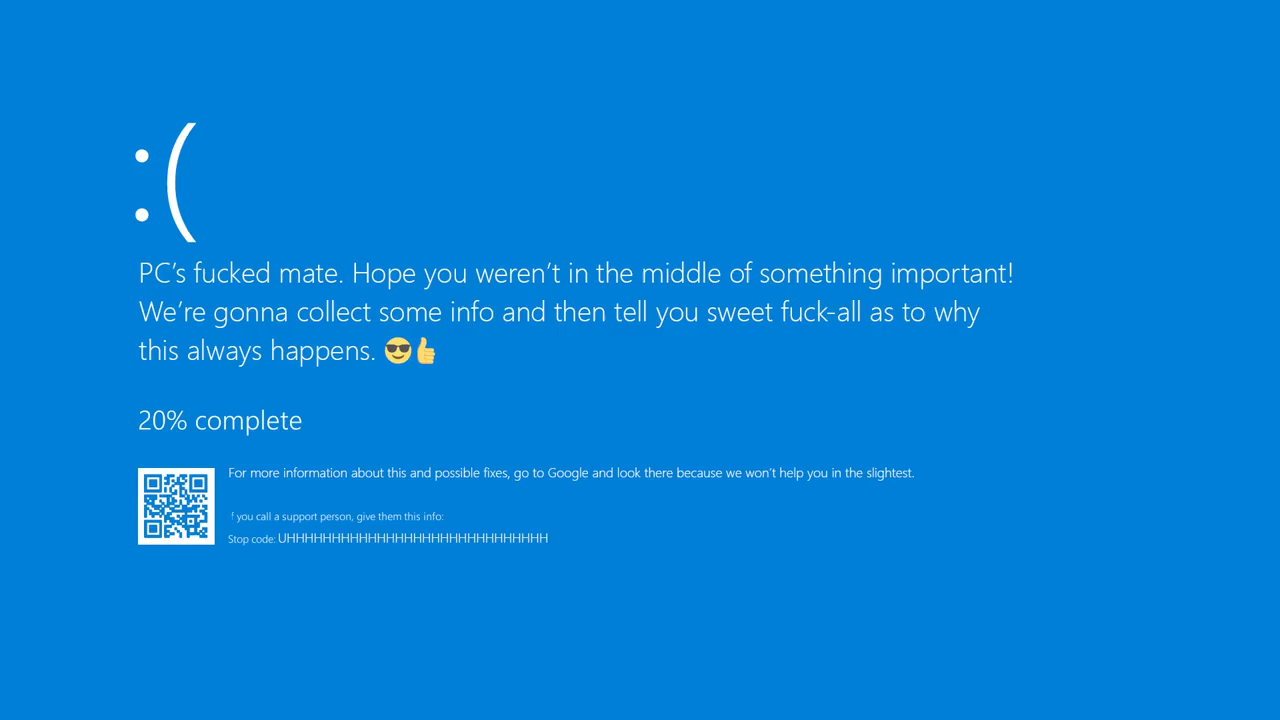 :(
PC’s fucked mate. Hope you weren’t in the middle of something important!
We’re gonna collect some info and then tell you sweet fuck-all as to why
this always happens. 😎👍
20% complete
For more information about this and possible fixes, go to Google and look there because we won’t help you in the slightest.
f you call a support person, give them this info:
Stop code: UHHHHHHHHHHHHHHHHHHHHHHHHHHHHH